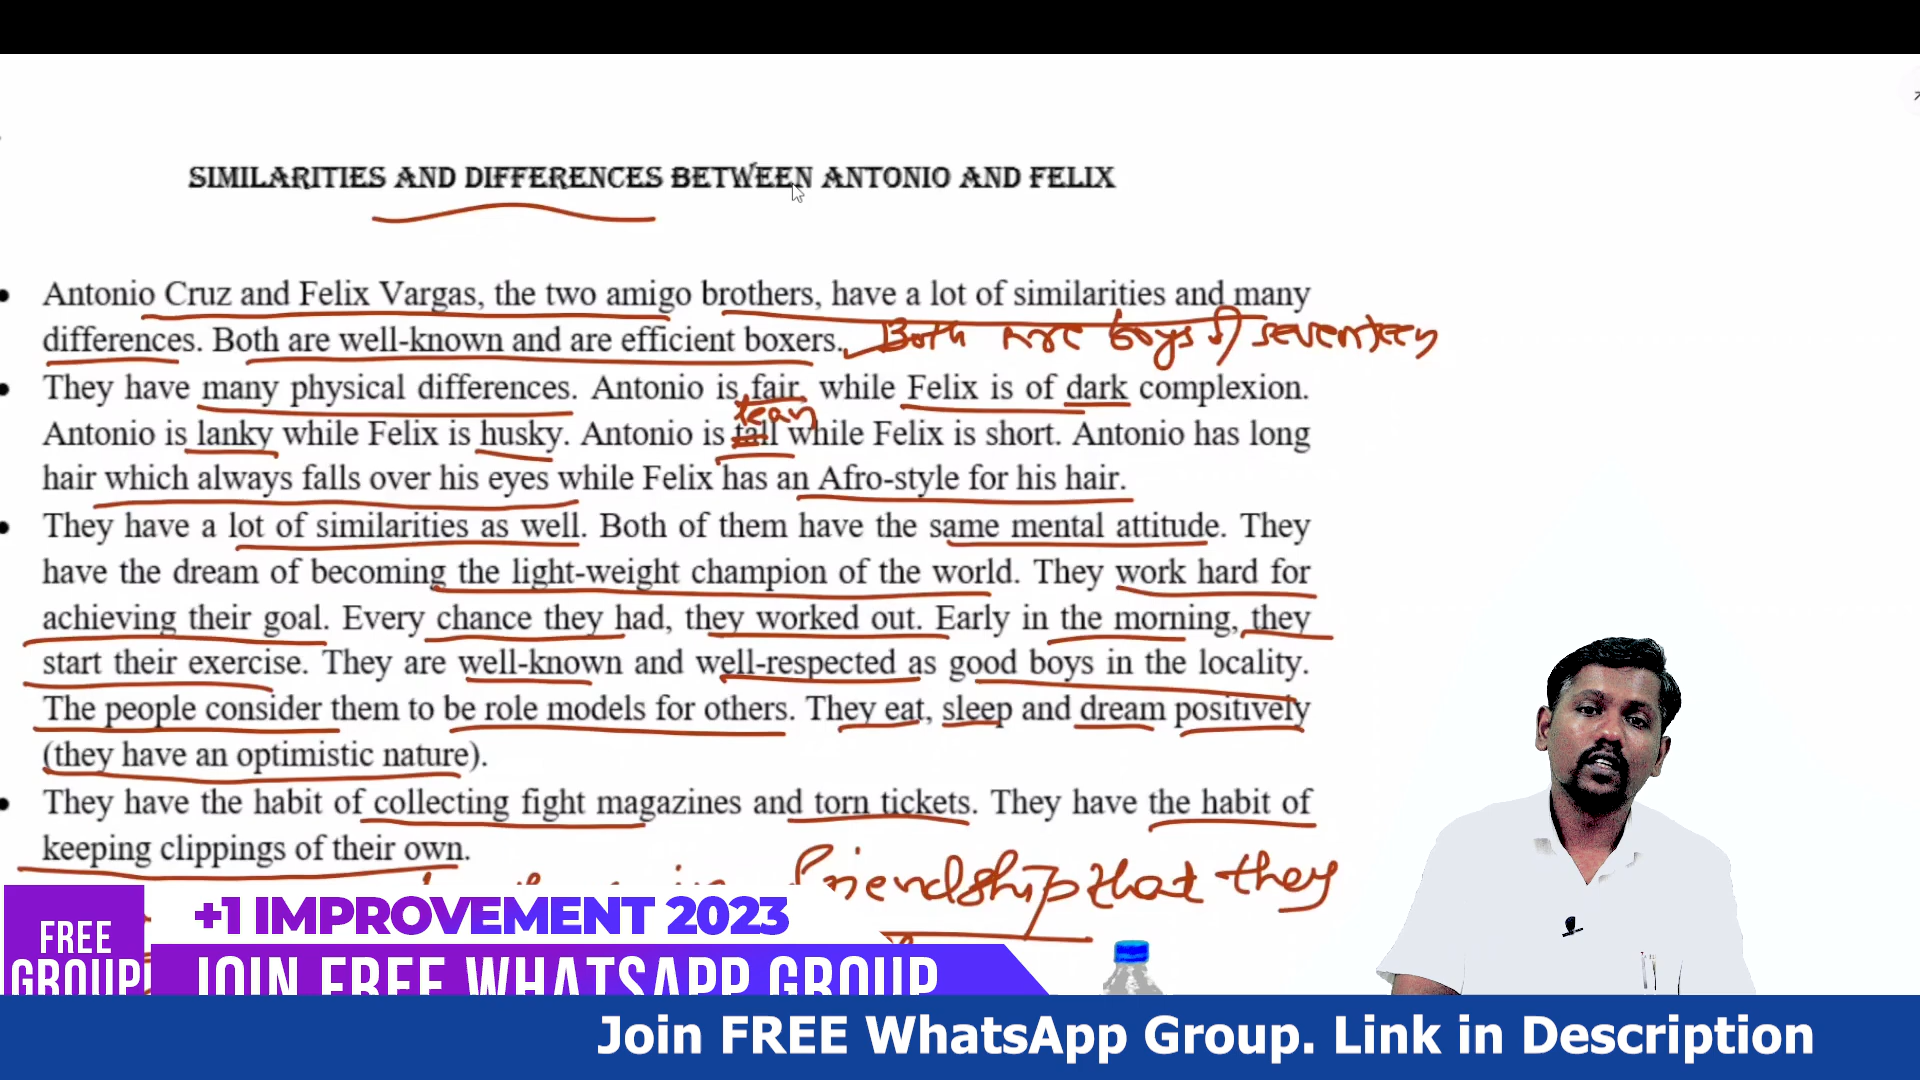 SIMILARITIES AND DIFFERENCES BETWEEN ANTONIO AND FELIX
• Antonio Cruz and Felix Vargas, the two amigo brothers, have a lot of similarities and many
differences. Both are well-known and are efficient boxers. Both are boys of seventeen
• They have many physical differences. Antonio is fair while Felix is of dark complexion.
lean
Antonio is lanky while Felix is husky. Antonio is tall while Felix is short. Antonio has long
hair which always falls over his eyes while Felix has an Afro-style for his hair.
• They have a lot of similarities as well. Both of them have the same mental attitude. They
have the dream of becoming the light-weight champion of the world. They work hard for
achieving their goal. Every chance they had, they worked out. Early in the morning, they
start their exercise. They are well-known and well-respected as good boys in the locality.
The people consider them to be role models for others. They eat, sleep and dream positively
(they have an optimistic nature).
• They have the habit of collecting fight magazines and torn tickets. They have the habit of
keeping clippings of their own.
friendship that they
FREE
GROUP
+1 IMPROVEMENT 2023
JOIN FREE WHATSAPP GROUP
Join FREE WhatsApp Group. Link in Description